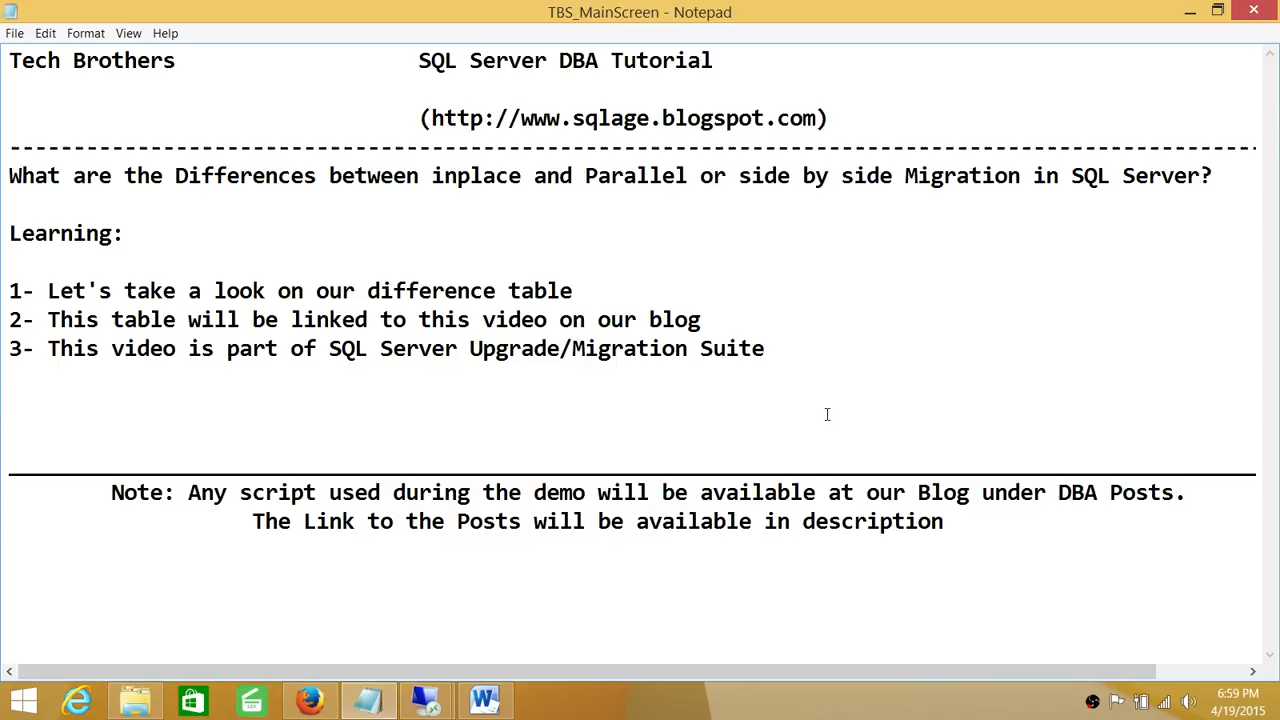 TBS_MainScreen - Notepad
File Edit Format View Help
Tech Brothers SQL Server DBA Tutorial
(http://www.sqlage.blogspot.com)
--------------------------------------------------------------------------------------------------
What are the Differences between inplace and Parallel or side by side Migration in SQL Server?
Learning:
1- Let's take a look on our difference table
2- This table will be linked to this video on our blog
3- This video is part of SQL Server Upgrade/Migration Suite
Note: Any script used during the demo will be available at our Blog under DBA Posts.
The Link to the Posts will be available in description
6:59 PM
4/19/2015